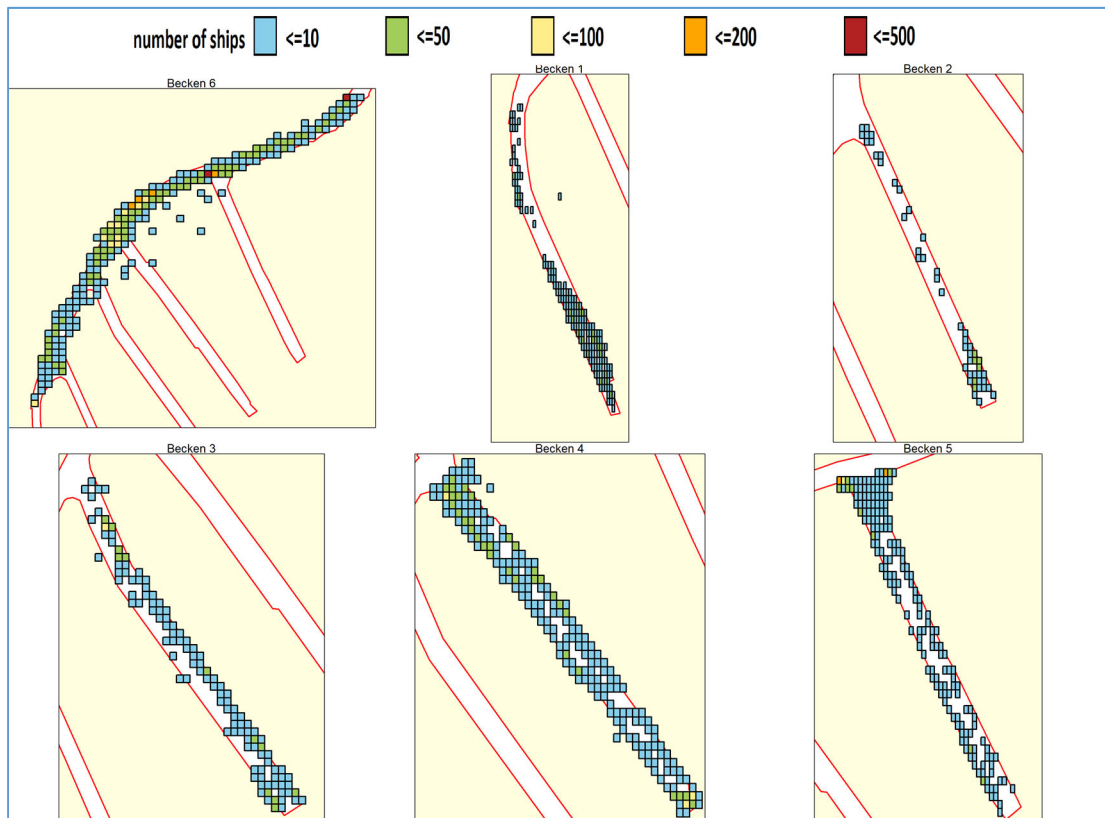 number of ships <=10 <=50 <=100 <=200 <=500
Becken 6
Becken 1
Becken 2
Becken 3
Becken 4
Becken 5